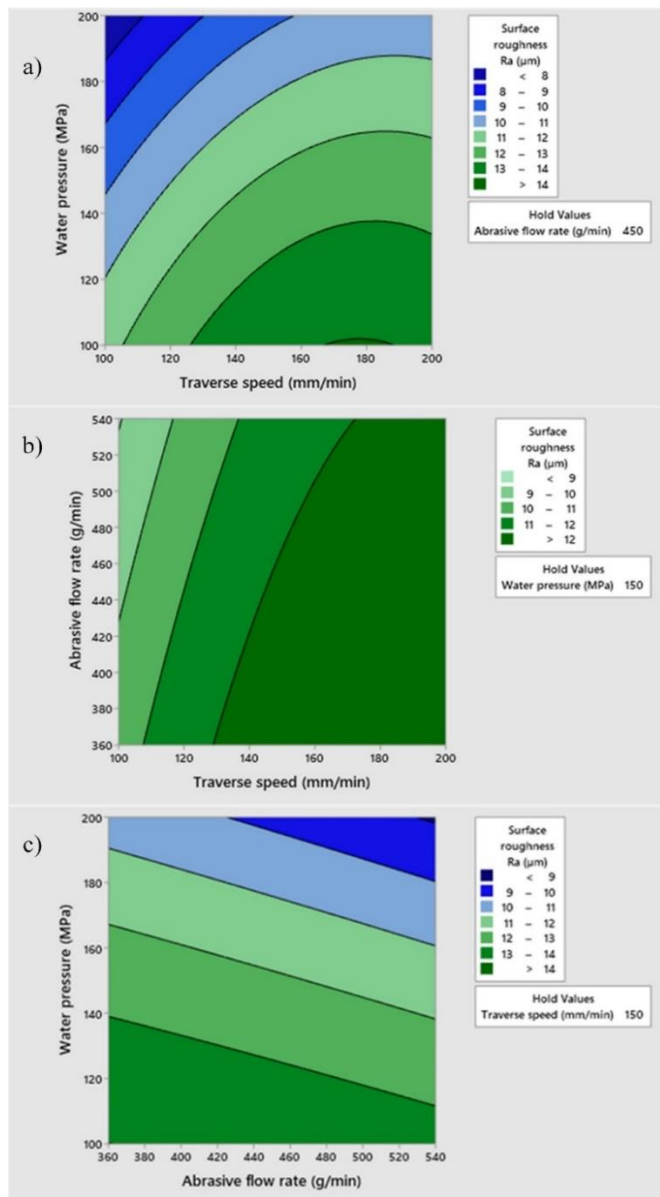 a)
200
180
160
140
120
100
Water pressure (MPa)
100 120 140 160 180 200
Traverse speed (mm/min)
Surface
roughness
Ra (µm)
< 8
8 – 9
9 – 10
10 – 11
11 – 12
12 – 13
13 – 14
> 14
Hold Values
Abrasive flow rate (g/min) 450
b)
540
520
500
480
460
440
420
400
380
360
Abrasive flow rate (g/min)
100 120 140 160 180 200
Traverse speed (mm/min)
Surface
roughness
Ra (µm)
< 9
9 – 10
10 – 11
11 – 12
> 12
Hold Values
Water pressure (MPa) 150
c)
200
180
160
140
120
100
Water pressure (MPa)
360 380 400 420 440 460 480 500 520 540
Abrasive flow rate (g/min)
Surface
roughness
Ra (µm)
< 9
9 – 10
10 – 11
11 – 12
12 – 13
13 – 14
> 14
Hold Values
Traverse speed (mm/min) 150